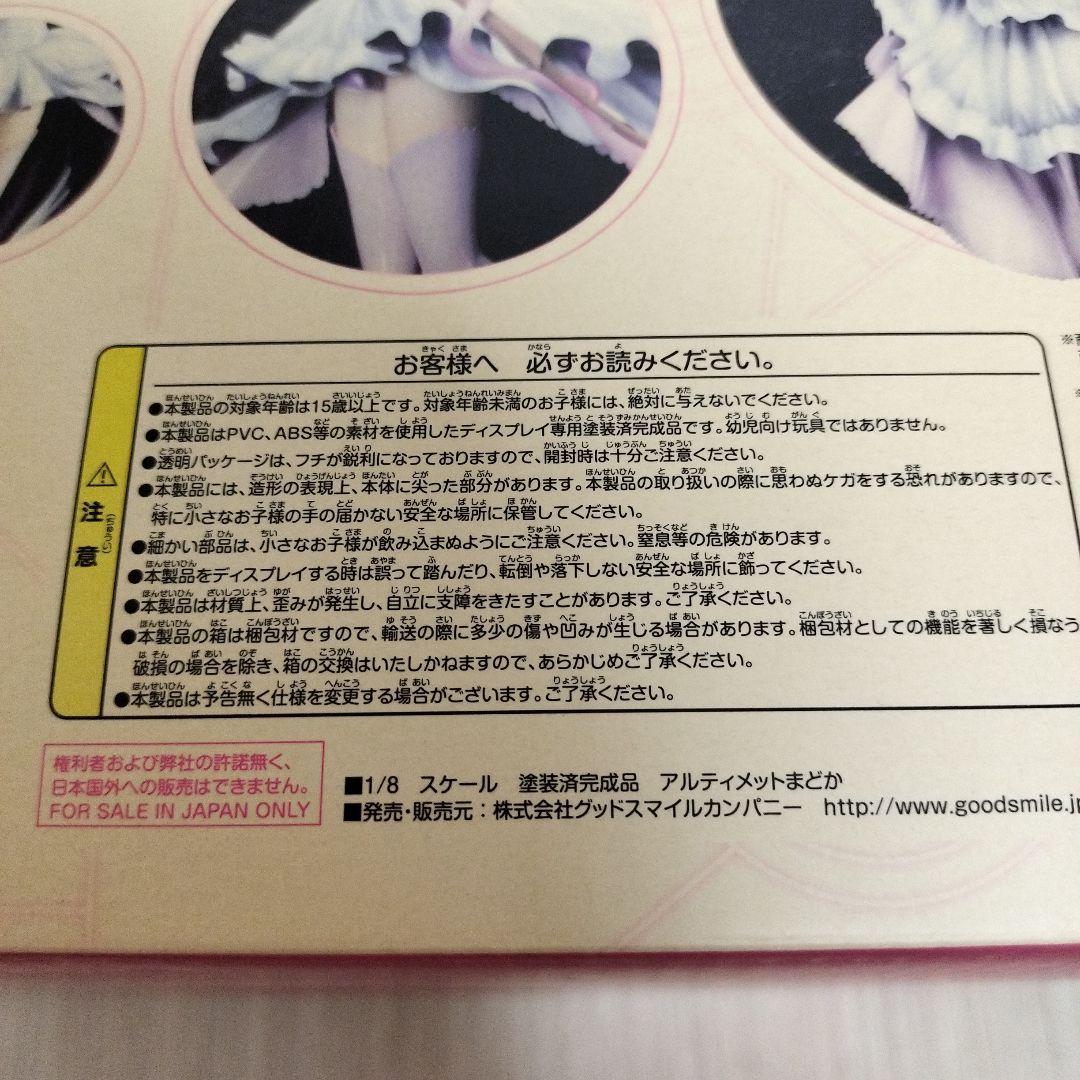 お客様へ 必ずお読みください。
●本製品の対象年齢は15歳以上です。対象年齢未満のお子様には、絶対に与えないでください。
●本製品はPVC、ABS等の素材を使用したディスプレイ専用塗装済完成品です。幼児向け玩具ではありません。
●透明パッケージは、フチが鋭利になっておりますので、開封時は十分ご注意ください。
●本製品には、造形の表現上、本体に尖った部分があります。本製品の取り扱いの際に思わぬケガをする恐れがありますので、
特に小さなお子様の手の届かない安全な場所に保管してください。
●細かい部品は、小さなお子様が飲み込まぬようにご注意ください。窒息等の危険があります。
●本製品をディスプレイする時は誤って踏んだり、転倒や落下しない安全な場所に飾ってください。
●本製品は材質上、歪みが発生し、自立に支障をきたすことがあります。ご了承ください。
●本製品の箱は梱包材ですので、輸送の際に多少の傷や凹みが生じる場合があります。梱包材としての機能を著しく損なう
破損の場合を除き、箱の交換はいたしかねますので、あらかじめご了承ください。
●本製品は予告無く仕様を変更する場合がございます。ご了承ください。
注意
(ちゅうい)
権利者および弊社の許諾無く、
日本国外への販売はできません。
FOR SALE IN JAPAN ONLY
■1/8 スケール 塗装済完成品 アルティメットまどか
■発売・販売元：株式会社グッドスマイルカンパニー http://www.goodsmile.jp